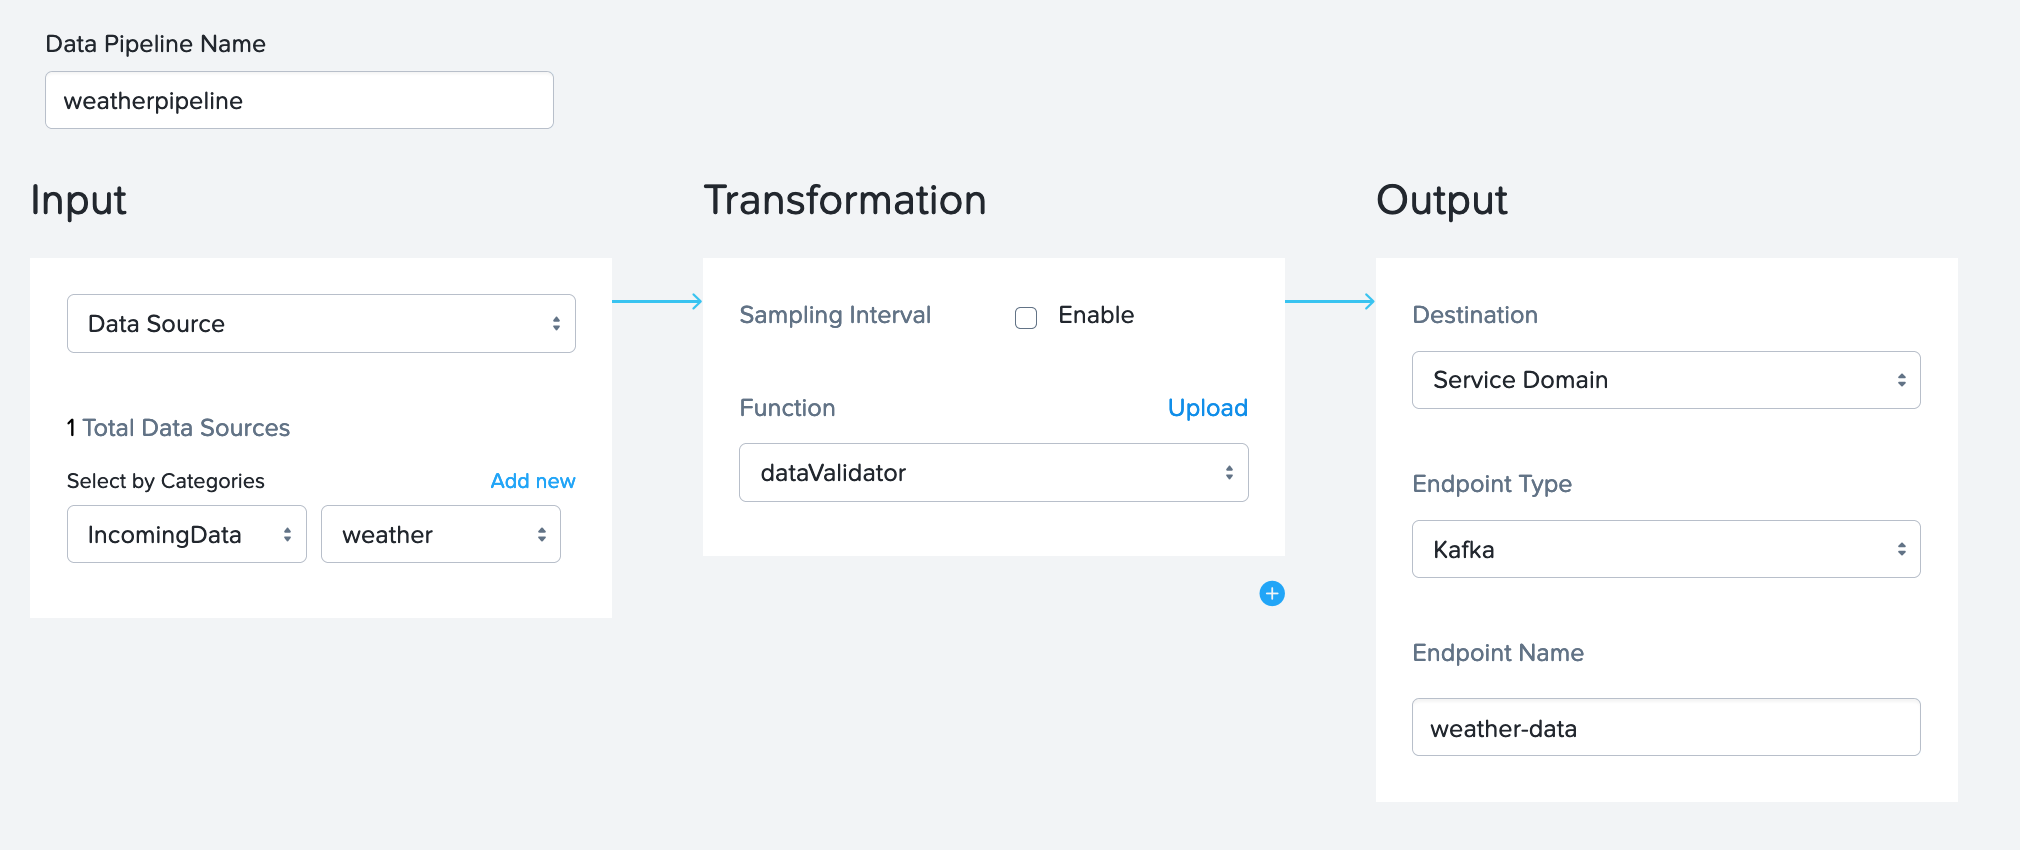 Data Pipeline Name
weatherpipeline
Input
Data Source
1 Total Data Sources
Select by Categories
Add new
IncomingData
weather
Transformation
Sampling Interval
Enable
Function
Upload
dataValidator
Output
Destination
Service Domain
Endpoint Type
Kafka
Endpoint Name
weather-data